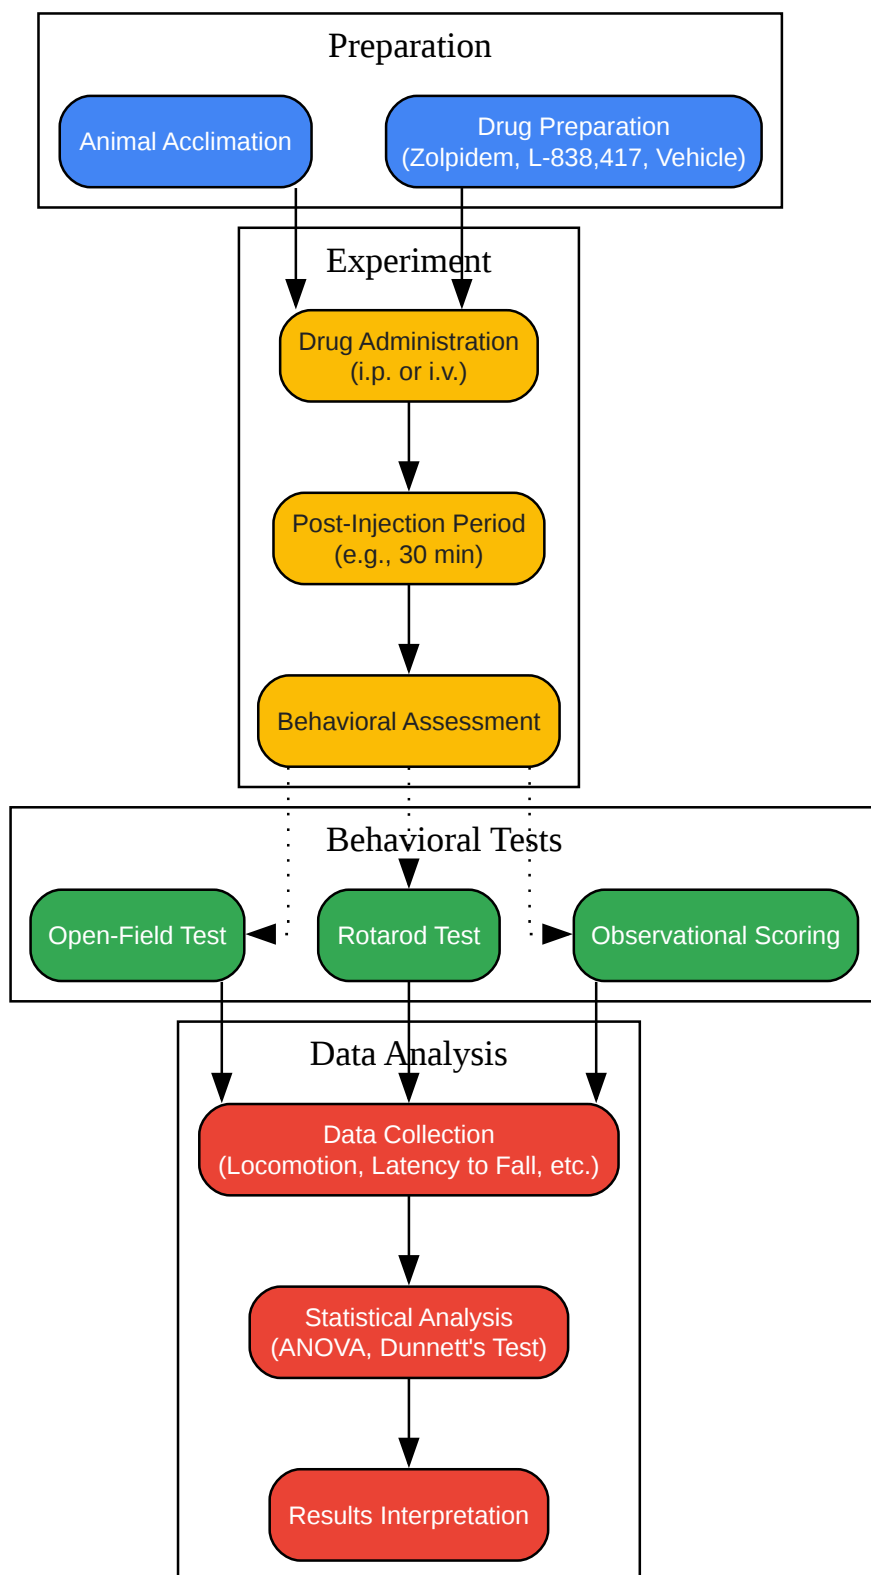 Preparation
Animal Acclimation
Drug Preparation
(Zolpidem, L-838,417, Vehicle)
Experiment
Drug Administration
(i.p. or i.v.)
Post-Injection Period
(e.g., 30 min)
Behavioral Assessment
Behavioral Tests
Open-Field Test
Rotarod Test
Observational Scoring
Data Analysis
Data Collection
(Locomotion, Latency to Fall, etc.)
Statistical Analysis
(ANOVA, Dunnett's Test)
Results Interpretation